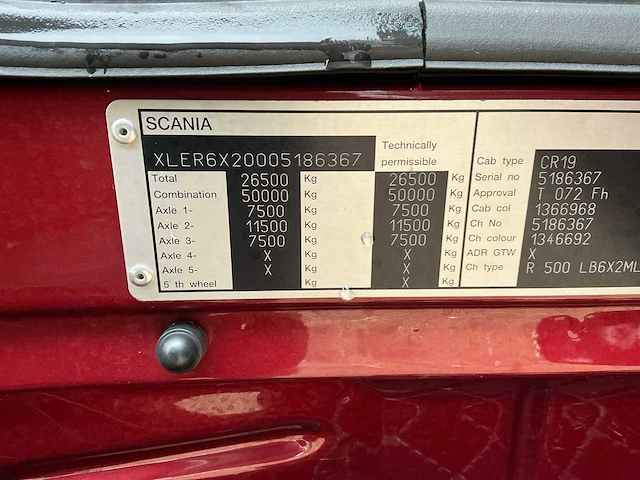 SCANIA
XLER6X20005186367 Technically permissible
Total 26500 Kg 26500 Kg
Combination 50000 Kg 50000 Kg
Axle 1- 7500 Kg 7500 Kg
Axle 2- 11500 Kg 11500 Kg
Axle 3- 7500 Kg 7500 Kg
Axle 4- X Kg X Kg
Axle 5- X Kg X Kg
5 th wheel Kg X Kg
Cab type CR19
Serial no 5186367
Approval T 072 Fh
Cab col 1366968
Ch No 5186367
Ch colour 1346692
ADR GTW X
Ch type R 500 LB6X2ML